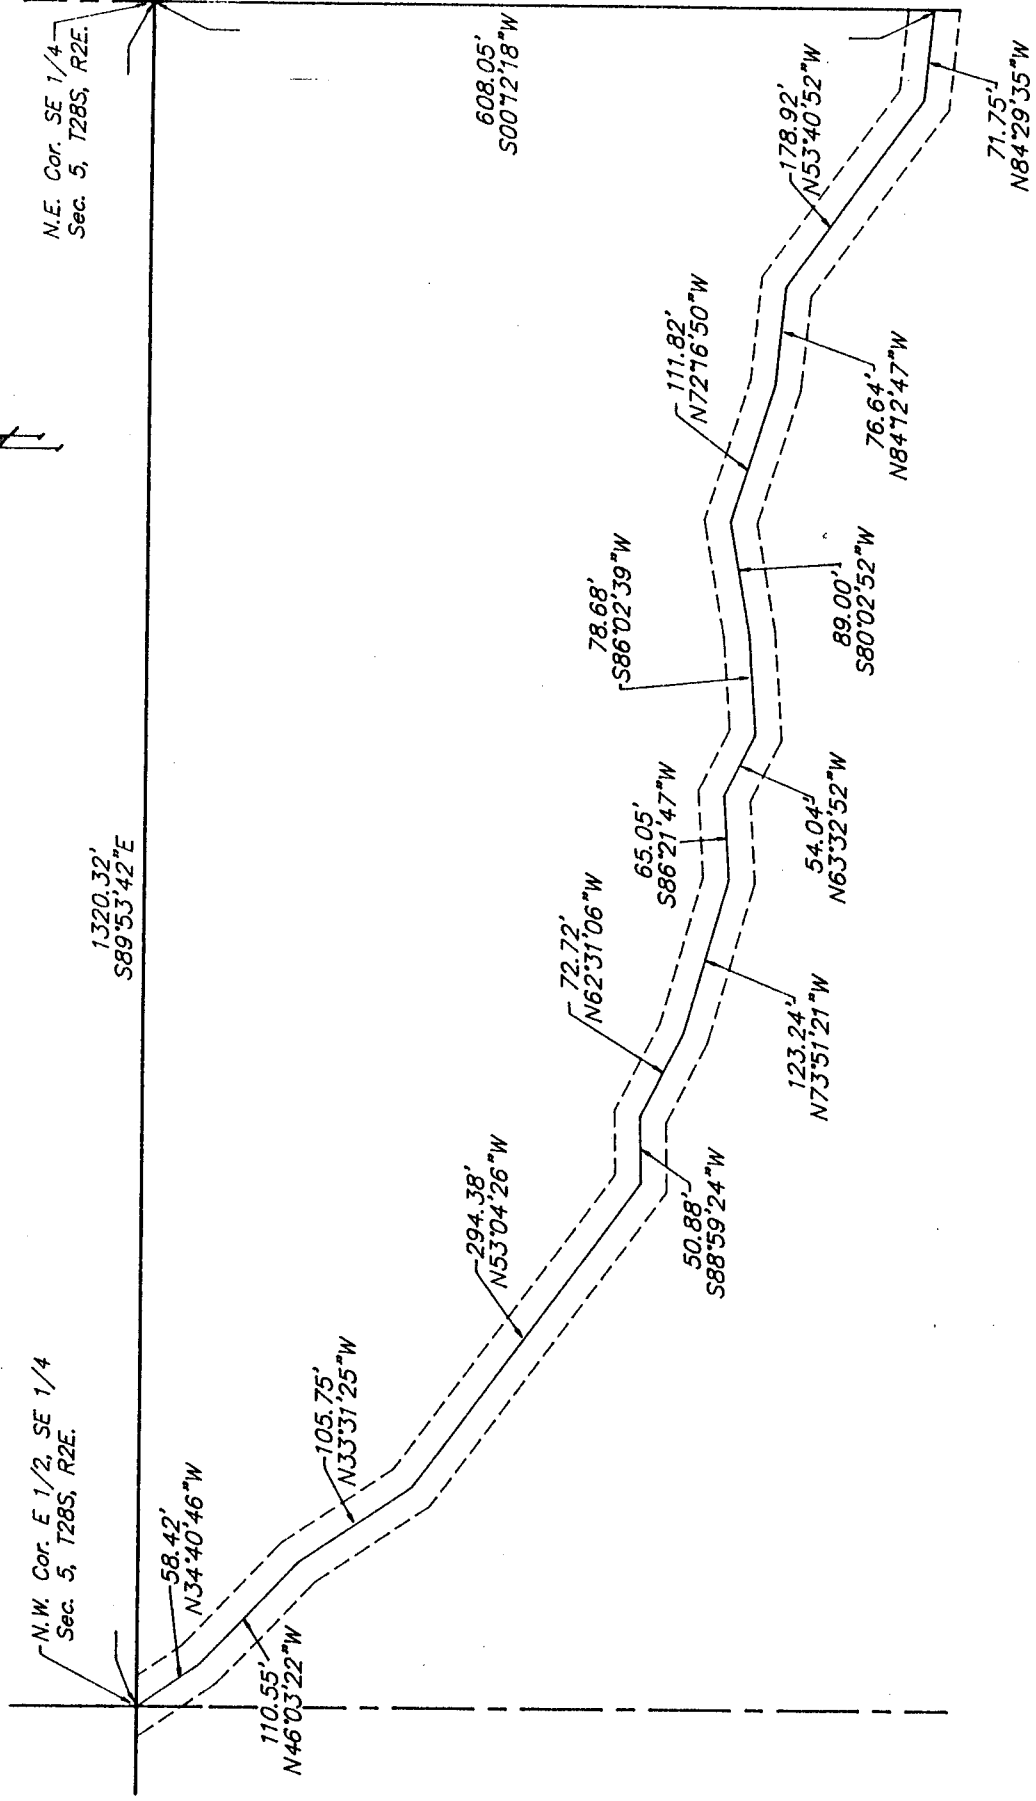 N.W. Cor. E 1/2, SE 1/4
Sec. 5, T28S, R2E.
N.E. Cor. SE 1/4
Sec. 5, T28S, R2E.
1320.32'
S89°53'42"E
608.05'
S00°12'18"W
58.42'
N34°40'46"W
110.55'
N46°03'22"W
105.75'
N33°31'25"W
294.38'
N53°04'26"W
50.88'
S88°59'24"W
72.72'
N62°31'06"W
123.24'
N73°51'21"W
65.05'
S86°21'47"W
54.04'
N63°32'52"W
78.68'
S86°02'39"W
89.00'
S80°02'52"W
111.82'
N72°16'50"W
76.64'
N84°12'47"W
178.92'
N53°40'52"W
71.75'
N84°29'35"W